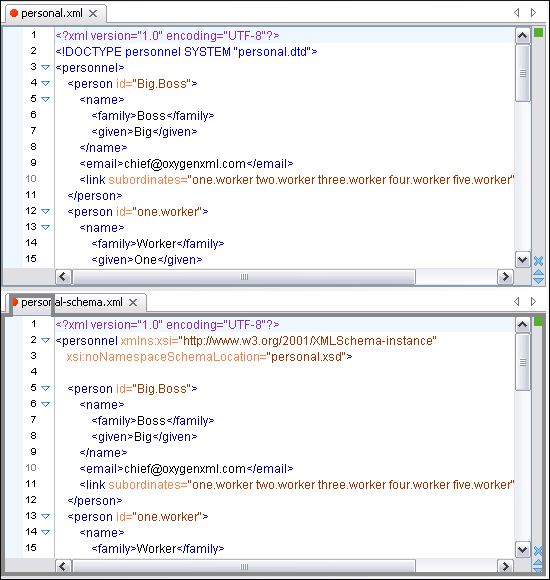 personal.xml
1 <?xml version="1.0" encoding="UTF-8"?>
2 <!DOCTYPE personnel SYSTEM "personal.dtd">
3 <personnel>
4 <person id="Big.Boss">
5 <name>
6 <family>Boss</family>
7 <given>Big</given>
8 </name>
9 <email>chief@oxygenxml.com</email>
10 <link subordinates="one.worker two.worker three.worker four.worker five.worker"
11 </person>
12 <person id="one.worker">
13 <name>
14 <family>Worker</family>
15 <given>One</given>
personal-schema.xml
1 <?xml version="1.0" encoding="UTF-8"?>
2 <personnel xmlns:xsi="http://www.w3.org/2001/XMLSchema-instance"
3 xsi:noNamespaceSchemaLocation="personal.xsd">
4
5 <person id="Big.Boss">
6 <name>
7 <family>Boss</family>
8 <given>Big</given>
9 </name>
10 <email>chief@oxygenxml.com</email>
11 <link subordinates="one.worker two.worker three.worker four.worker five.worker"
12 </person>
13 <person id="one.worker">
14 <name>
15 <family>Worker</family>